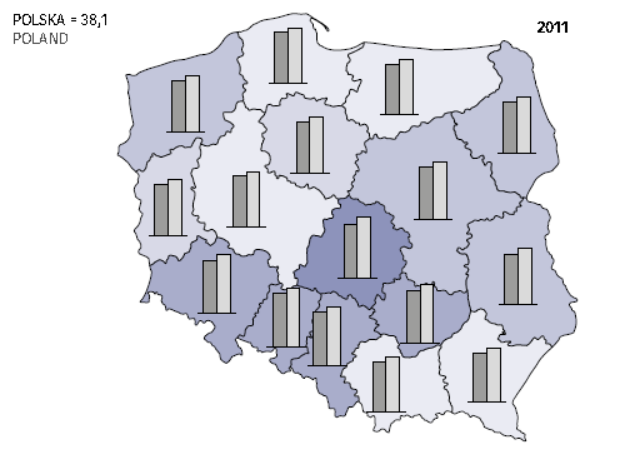 POLSKA = 38,1
POLAND
2011